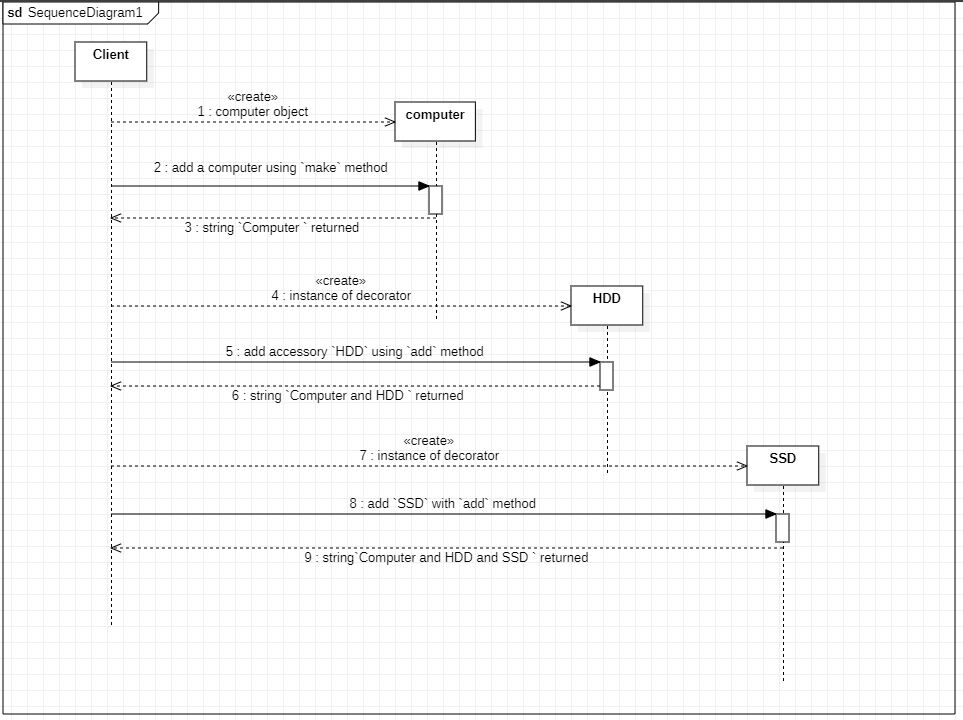 sd SequenceDiagram1
Client
«create»
1 : computer object
computer
2 : add a computer using `make` method
3 : string `Computer ` returned
«create»
4 : instance of decorator
HDD
5 : add accessory `HDD` using `add` method
6 : string `Computer and HDD ` returned
«create»
7 : instance of decorator
SSD
8 : add `SSD` with `add` method
9 : string`Computer and HDD and SSD ` returned